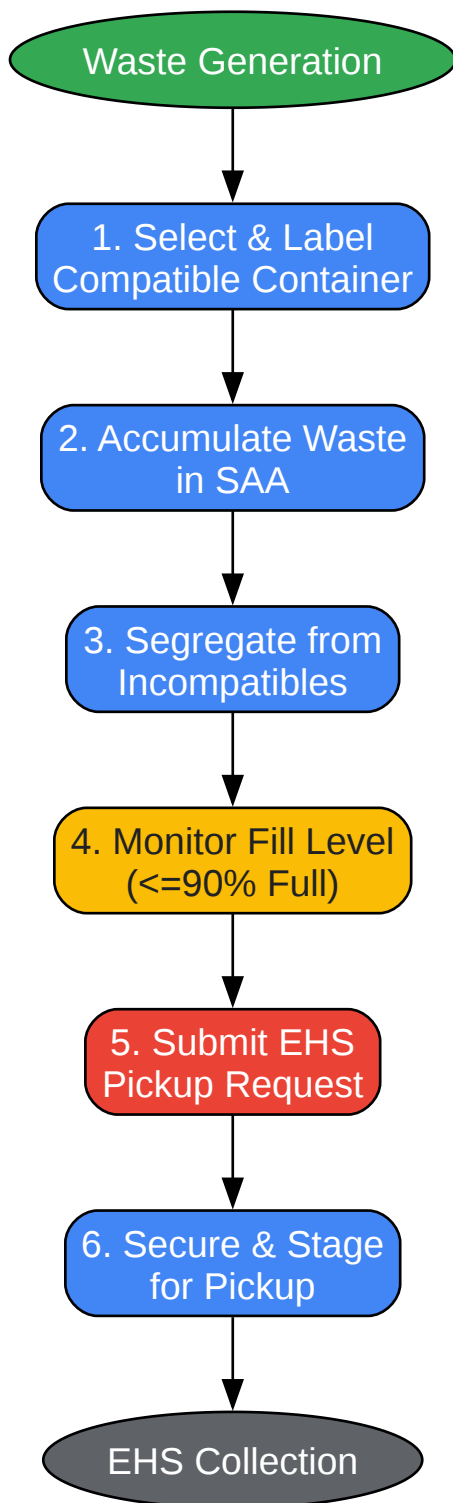 Waste Generation
1. Select & Label
Compatible Container
2. Accumulate Waste
in SAA
3. Segregate from
Incompatibles
4. Monitor Fill Level
(<=90% Full)
5. Submit EHS
Pickup Request
6. Secure & Stage
for Pickup
EHS Collection